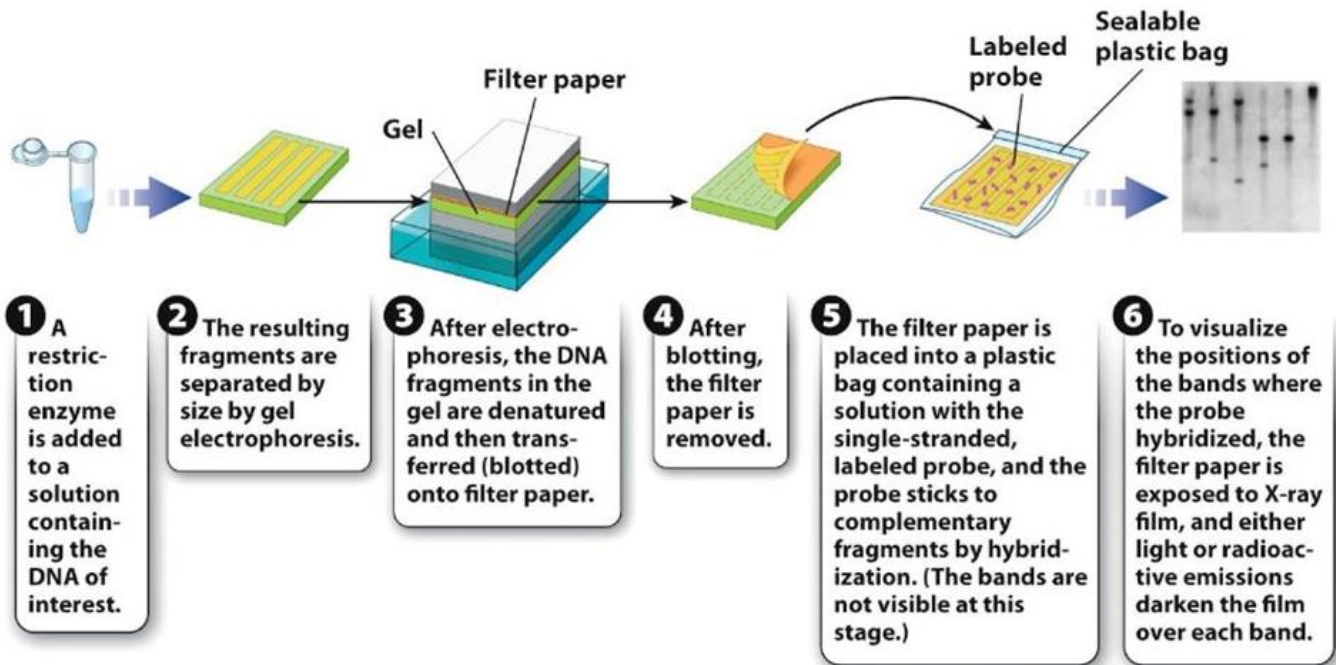 Sealable
plastic bag
Labeled
probe
Filter paper
Gel
1 A
restric-
tion
enzyme
is added
to a
solution
contain-
ing the
DNA of
interest.
2 The resulting
fragments are
separated by
size by gel
electrophoresis.
3 After electro-
phoresis, the DNA
fragments in the
gel are denatured
and then trans-
ferred (blotted)
onto filter paper.
4 After
blotting,
the filter
paper is
removed.
5 The filter paper is
placed into a plastic
bag containing a
solution with the
single-stranded,
labeled probe, and the
probe sticks to
complementary
fragments by hybrid-
ization. (The bands are
not visible at this
stage.)
6 To visualize
the positions of
the bands where
the probe
hybridized, the
filter paper is
exposed to X-ray
film, and either
light or radioac-
tive emissions
darken the film
over each band.